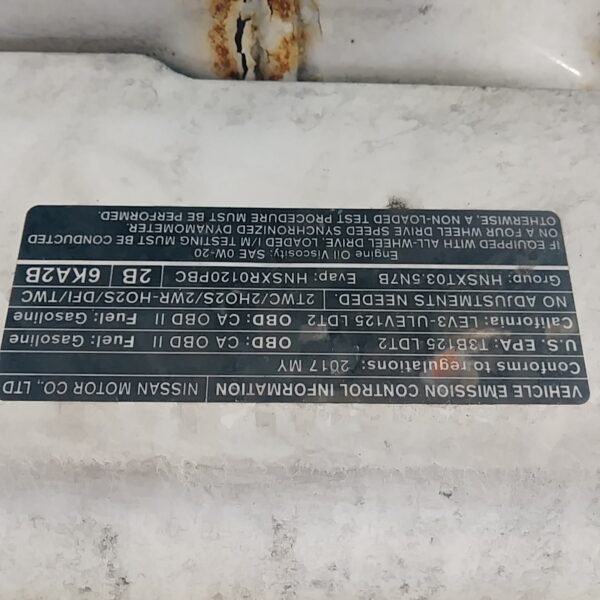 VEHICLE EMISSION CONTROL INFORMATION NISSAN MOTOR CO., LTD
Conforms to regulations: 2017 MY
U.S. EPA: T3B125 LDT2 OBD: CA OBD II Fuel: Gasoline
California: LEV3-ULEV125 LDT2 OBD: CA OBD II Fuel: Gasoline
NO ADJUSTMENTS NEEDED. 2TWC/2HO2S/2WR-HO2S/DFI/TWC
Group: HNSXT03.5N7B Evap: HNSXR0120PBC 2B 6KA2B
Engine Oil Viscosity: SAE 0W-20
IF EQUIPPED WITH ALL-WHEEL DRIVE, LOADED I/M TESTING MUST BE CONDUCTED
ON A FOUR WHEEL DRIVE SPEED SYNCHRONIZED DYNAMOMETER.
OTHERWISE, A NON-LOADED TEST PROCEDURE MUST BE PERFORMED.